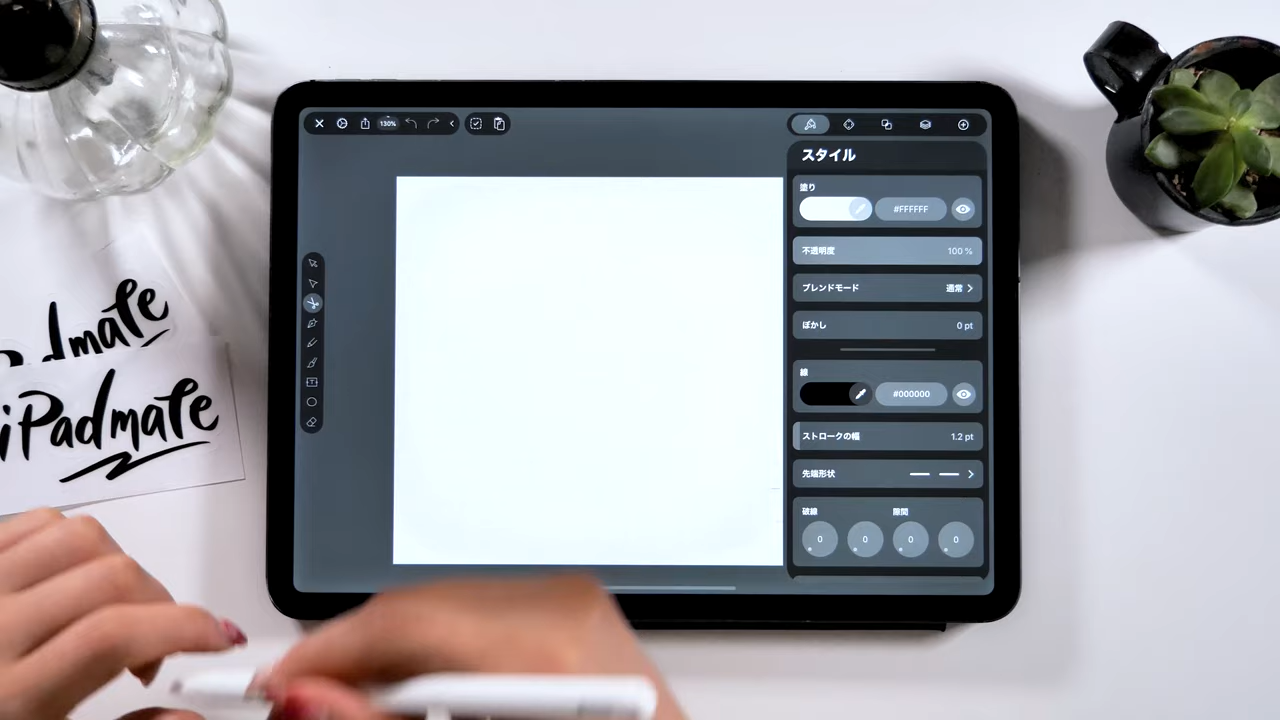 130%
スタイル
塗り
#FFFFFF
不透明度 100 %
ブレンドモード 通常
ぼかし 0 pt
線
#000000
ストロークの幅 1.2 pt
先端形状
破線 隙間
0 0 0 0
dmate
iPadmate